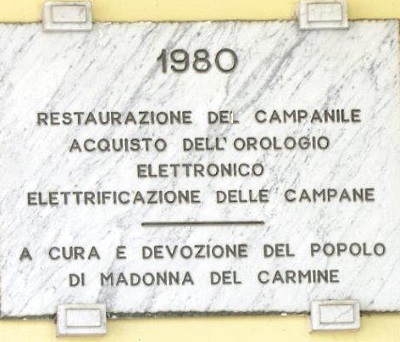 1980
RESTAURAZIONE DEL CAMPANILE
ACQUISTO DELL'OROLOGIO
ELETTRONICO
ELETTRIFICAZIONE DELLE CAMPANE
A CURA E DEVOZIONE DEL POPOLO
DI MADONNA DEL CARMINE